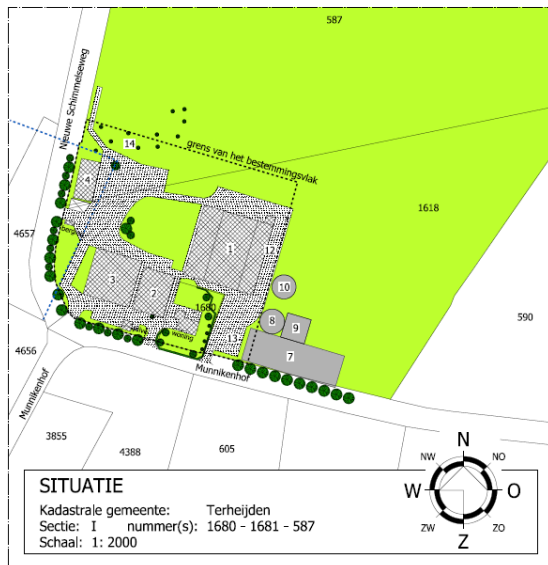 587
Nieuwe Schimmelseweg
14
grens van het bestemmingsvlak
4
1618
4657
berging
1
12
3
10
590
2
1680
8
9
13
7
woning
Munnikenhof
4656
Munnikenhof
3855
4388
605
N
NW
NO
W
O
ZW
ZO
Z
SITUATIE
Kadastrale gemeente: Terheijden
Sectie: I nummer(s): 1680 - 1681 - 587
Schaal: 1: 2000